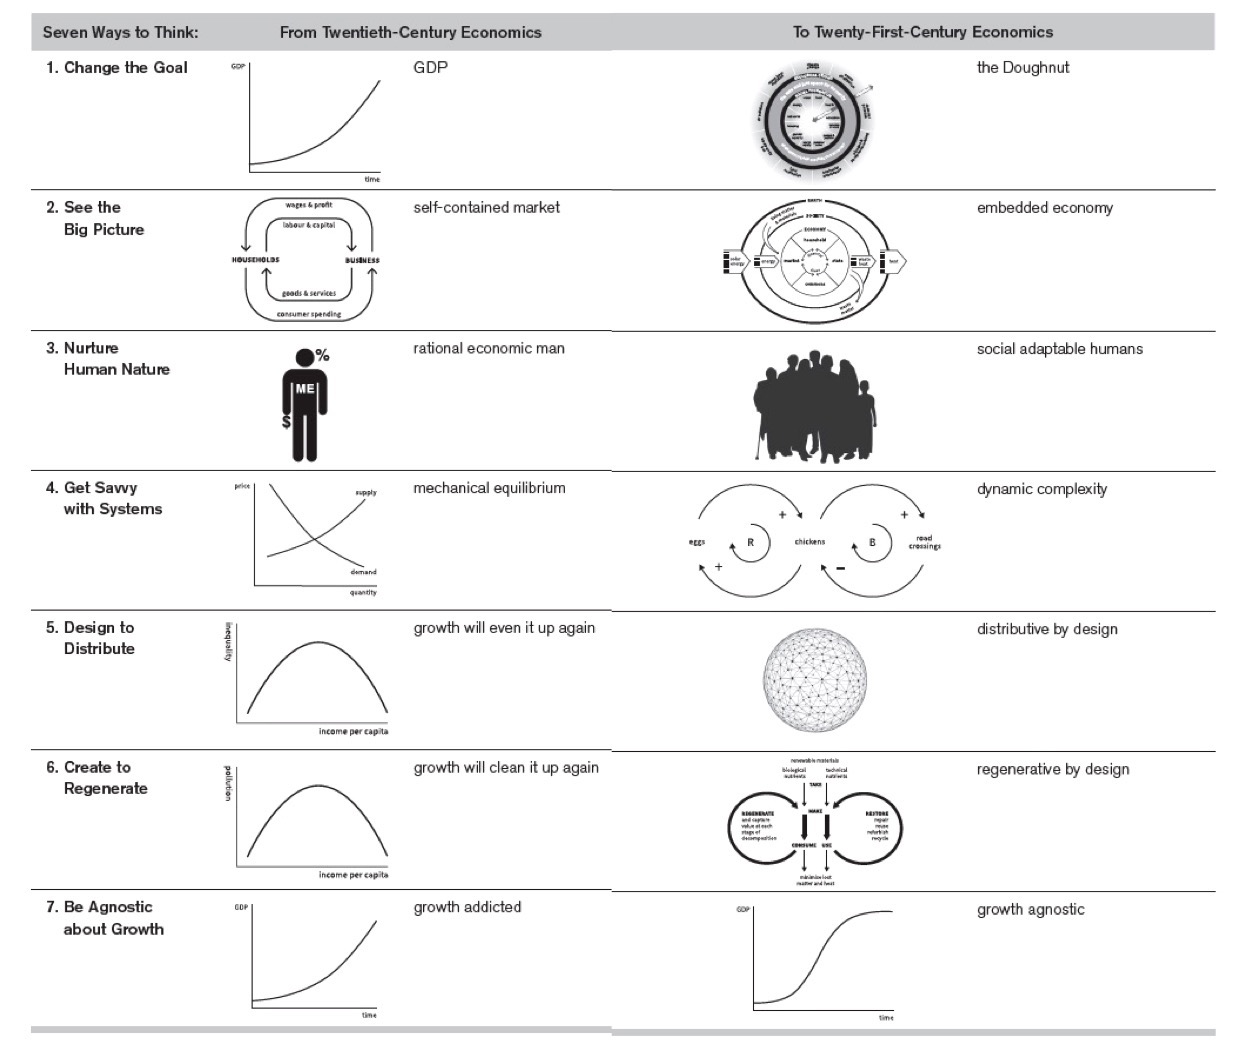 Seven Ways to Think:
From Twentieth-Century Economics
To Twenty-First-Century Economics
1. Change the Goal
GDP
time
GDP
the Doughnut
2. See the
Big Picture
wages & profit
labour & capital
HOUSEHOLDS
BUSINESS
goods & services
consumer spending
self-contained market
EARTH
SOCIETY
ECONOMY
household
market
state
commons
solar
energy
energy
waste
heat
heat
embedded economy
3. Nurture
Human Nature
%
ME
$
rational economic man
social adaptable humans
4. Get Savvy
with Systems
price
supply
demand
quantity
mechanical equilibrium
+
+
eggs
R
chickens
B
road
crossings
+
−
dynamic complexity
5. Design to
Distribute
inequality
income per capita
growth will even it up again
distributive by design
6. Create to
Regenerate
pollution
income per capita
growth will clean it up again
renewable materials
biological
nutrients
technical
nutrients
TAKE
MAKE
REGENERATE
and capture
value at each
stage of
decomposition
RESTORE
repair
reuse
refurbish
recycle
CONSUME USE
minimise lost
matter and heat
regenerative by design
7. Be Agnostic
about Growth
GDP
time
growth addicted
GDP
time
growth agnostic